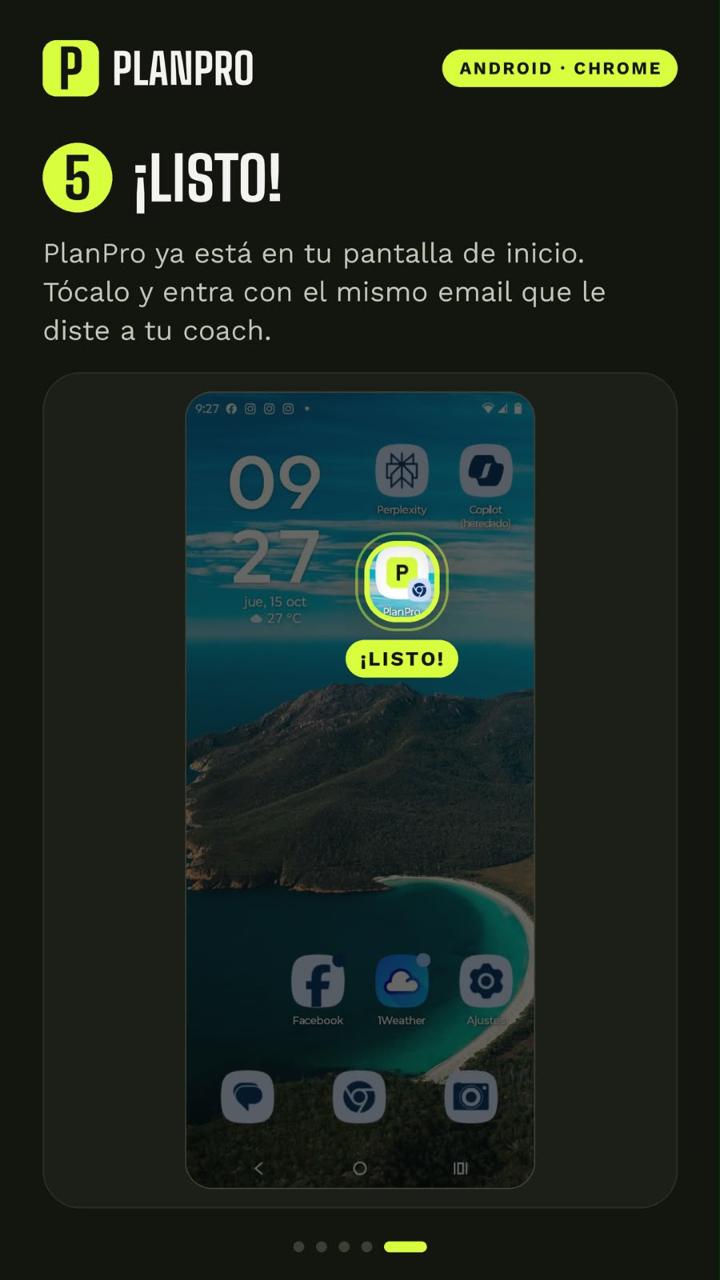 P PLANPRO
ANDROID · CHROME
5 ¡LISTO!
PlanPro ya está en tu pantalla de inicio.
Tócalo y entra con el mismo email que le
diste a tu coach.
9:27
09
27
jue, 15 oct
27 °C
Perplexity
Copilot
(heredado)
P
PlanPro
¡LISTO!
Facebook
1Weather
Ajustes